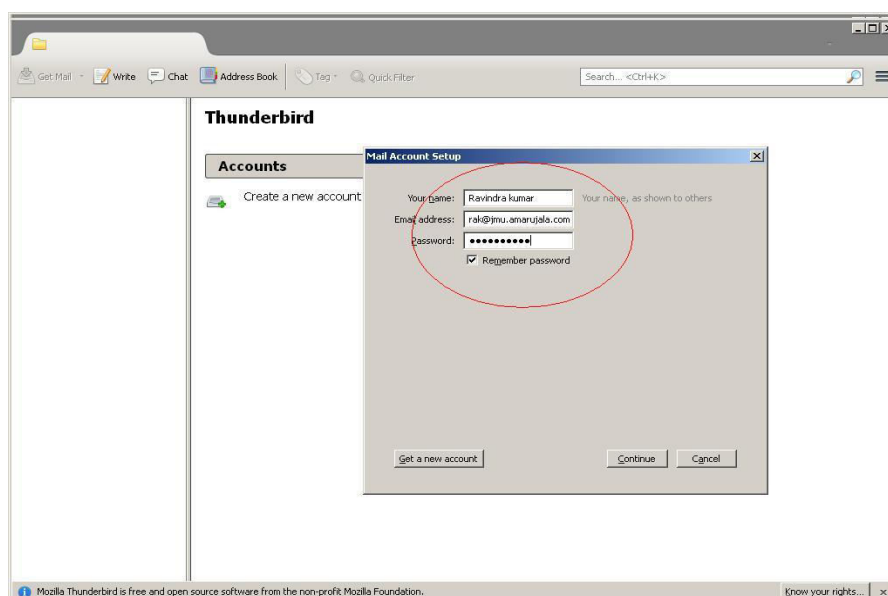 Get Mail Write Chat Address Book Tag Quick Filter Search... <Ctrl+K>
Thunderbird
Accounts
Create a new account
Mail Account Setup
Your name: Ravindra kumar Your name, as shown to others
Email address: rak@jmu.amarujala.com
Password: ●●●●●●●●●●
Remember password
Get a new account Continue Cancel
Mozilla Thunderbird is free and open source software from the non-profit Mozilla Foundation. Know your rights...